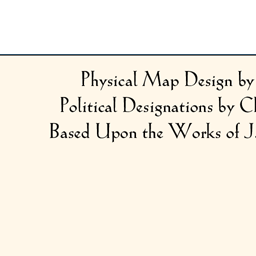 Physical Map Design by
Political Designations by
Based Upon the Works of J.